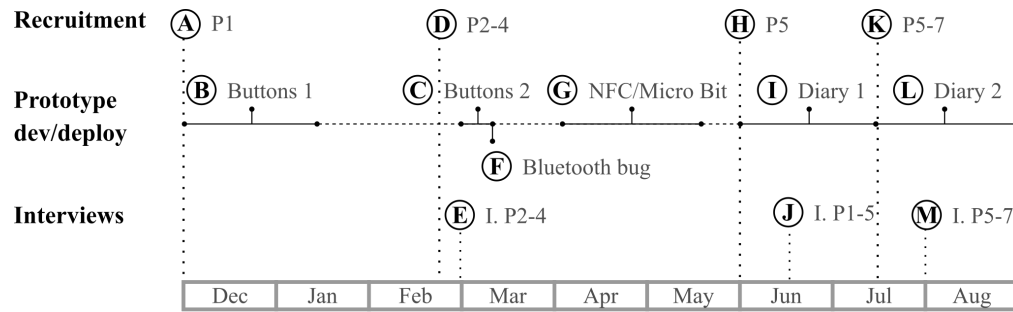 Recruitment A P1 D P2-4 H P5 K P5-7
Prototype dev/deploy B Buttons 1 C Buttons 2 G NFC/Micro Bit I Diary 1 L Diary 2
F Bluetooth bug
Interviews E I. P2-4 J I. P1-5 M I. P5-7
Dec Jan Feb Mar Apr May Jun Jul Aug